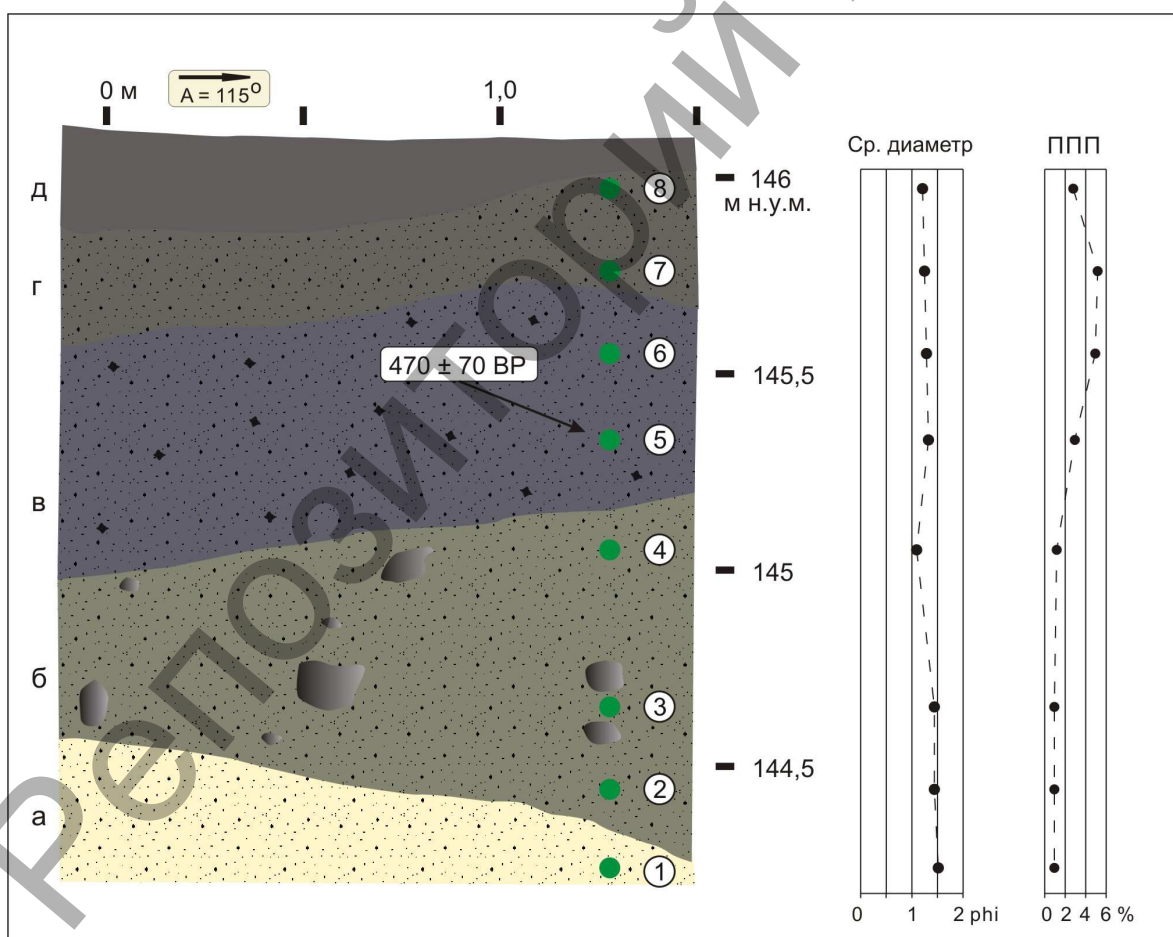 0 м
A = 115°
1,0
Ср. диаметр
ППП
д
8
146
м н.у.м.
г
7
6
470 ± 70 BP
145,5
5
в
4
145
б
3
144,5
2
а
1
0 1 2 phi
0 2 4 6 %
Репозиторий